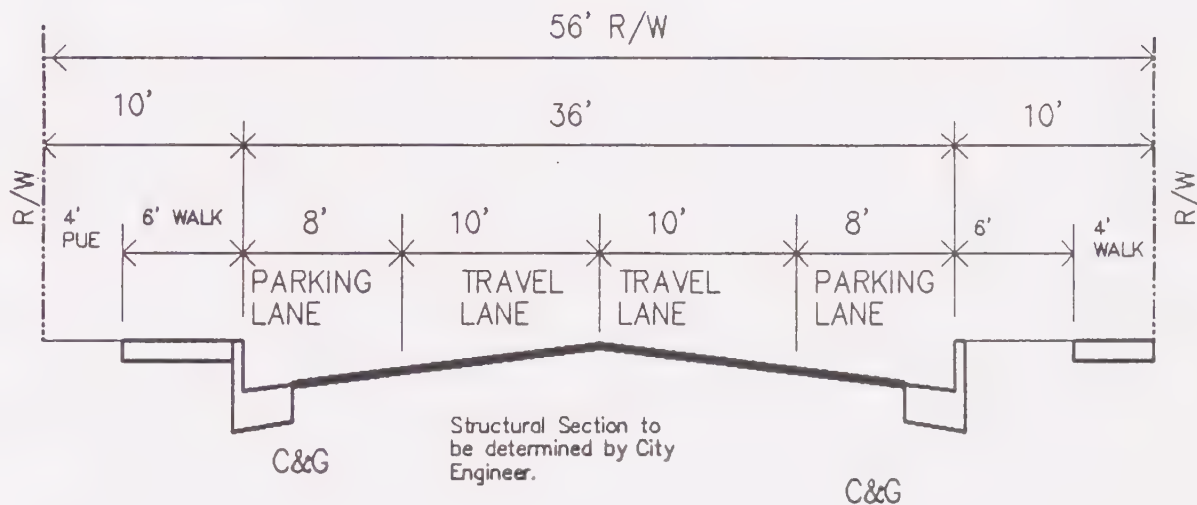 56' R/W
10'
36'
10'
R/W
4'
PUE
6' WALK
8'
10'
10'
8'
6'
4'
WALK
R/W
PARKING
LANE
TRAVEL
LANE
TRAVEL
LANE
PARKING
LANE
Structural Section to
be determined by City
Engineer.
C&G
C&G